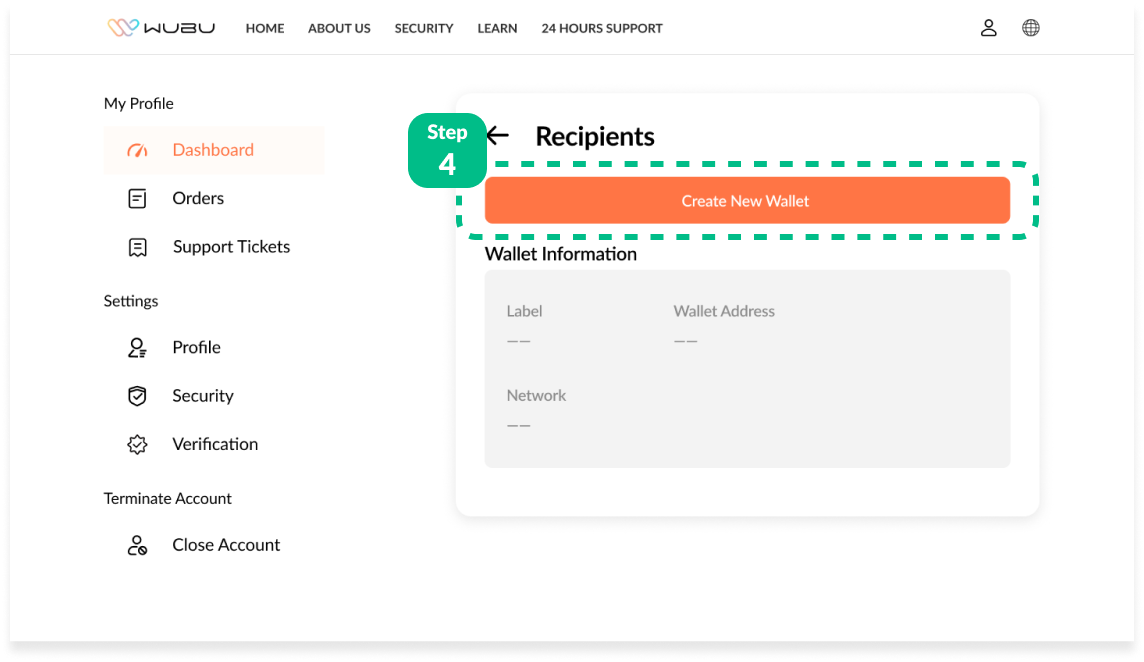 WUBU HOME ABOUT US SECURITY LEARN 24 HOURS SUPPORT
My Profile
Dashboard
Orders
Support Tickets
Settings
Profile
Security
Verification
Terminate Account
Close Account
Step
4
Recipients
Create New Wallet
Wallet Information
Label Wallet Address
—— ——
Network
——